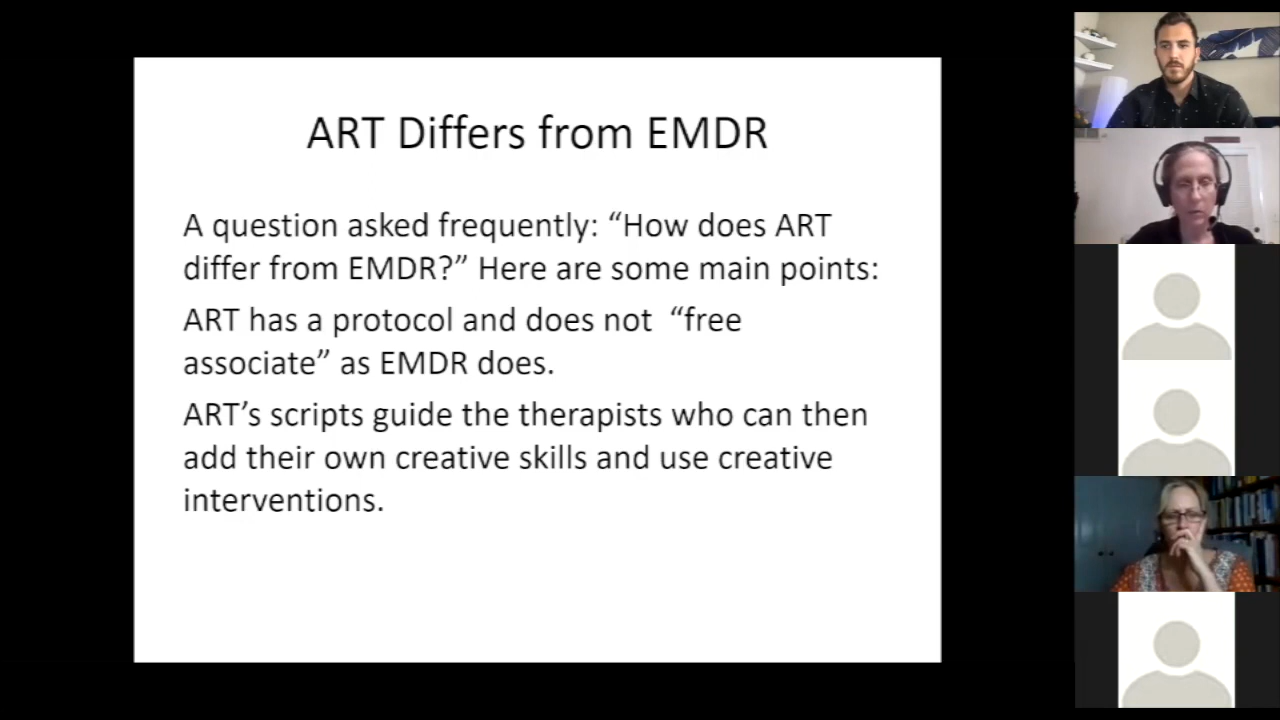 ART Differs from EMDR
A question asked frequently: “How does ART
differ from EMDR?” Here are some main points:
ART has a protocol and does not  “free
associate” as EMDR does.
ART’s scripts guide the therapists who can then
add their own creative skills and use creative
interventions.